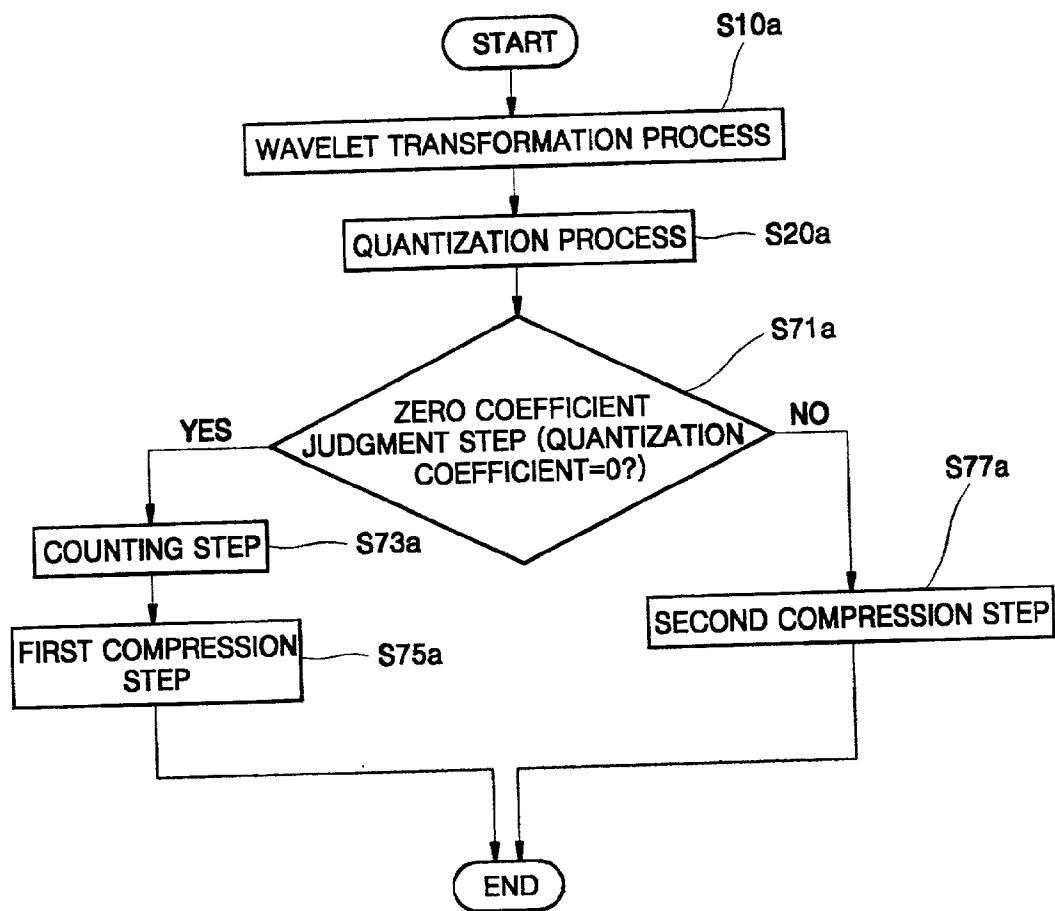 START
S10a
WAVELET TRANSFORMATION PROCESS
QUANTIZATION PROCESS
S20a
S71a
ZERO COEFFICIENT
JUDGMENT STEP (QUANTIZATION
COEFFICIENT=0?)
YES
NO
S77a
COUNTING STEP
S73a
SECOND COMPRESSION STEP
FIRST COMPRESSION
STEP
S75a
END